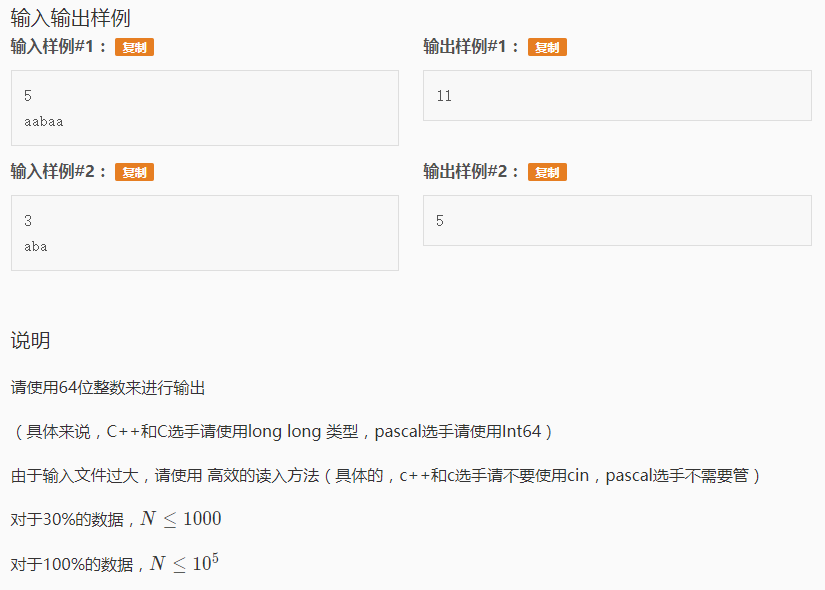 输入输出样例
输入样例#1： 复制
输出样例#1： 复制
5
aabaa
11
输入样例#2： 复制
输出样例#2： 复制
3
aba
5
说明
请使用64位整数来进行输出
（具体来说，C++和C选手请使用long long 类型，pascal选手请使用Int64）
由于输入文件过大，请使用 高效的读入方法（具体的，c++和c选手请不要使用cin，pascal选手不需要管）
对于30%的数据，N ≤ 1000
对于100%的数据，N ≤ 10⁵